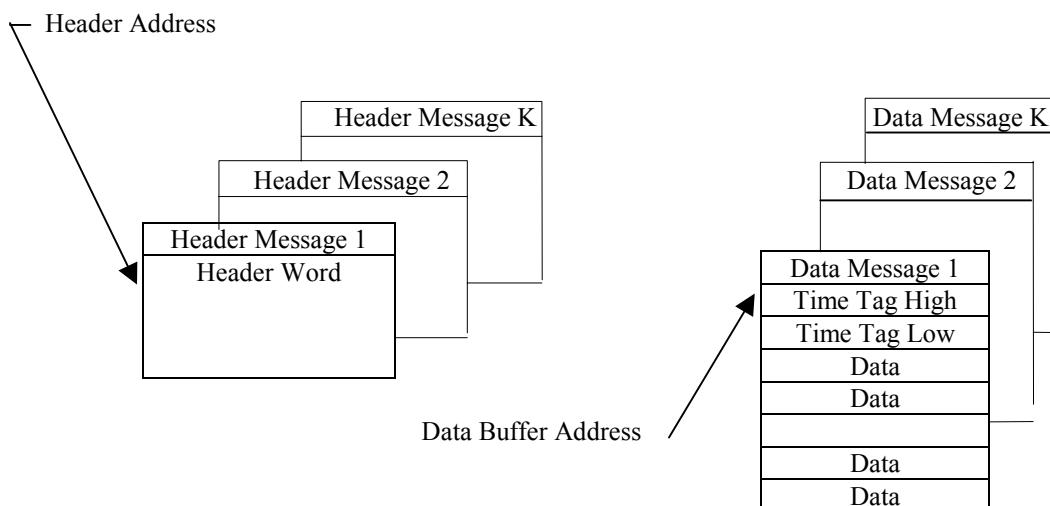 Header Address
Header Message K
Header Message 2
Header Message 1
Header Word
Data Message K
Data Message 2
Data Message 1
Time Tag High
Time Tag Low
Data
Data
Data
Data
Data Buffer Address